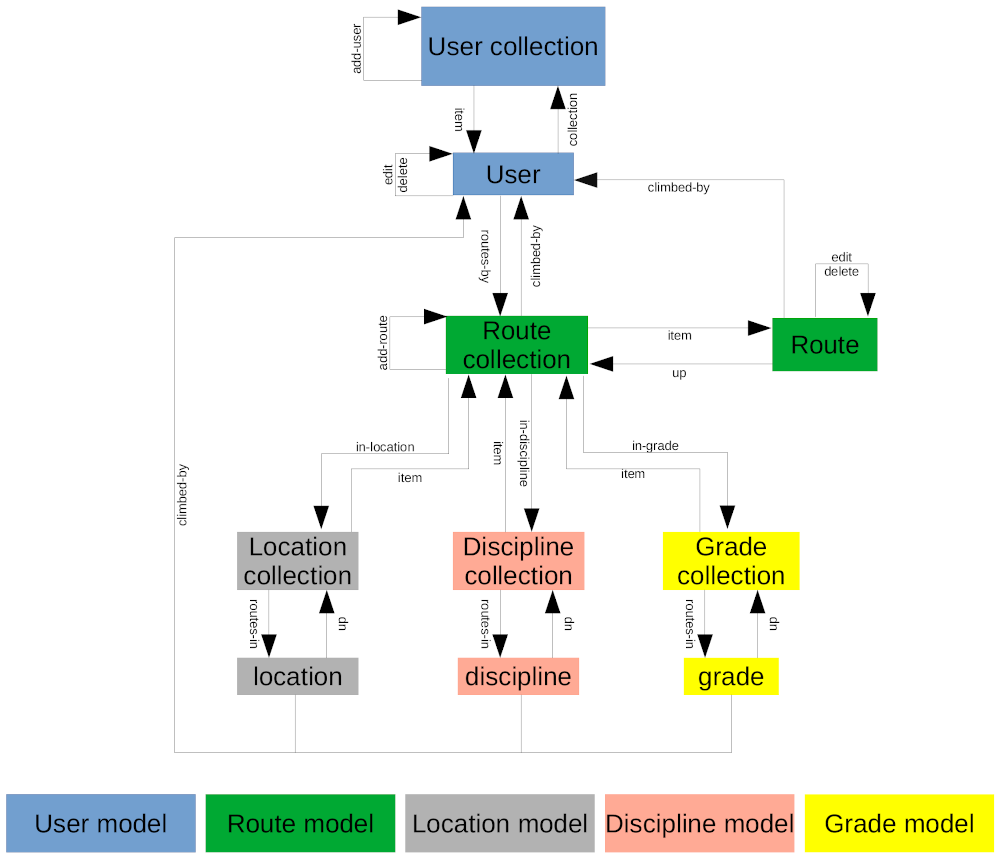 User collection
add-user
item
collection
User
edit
delete
climbed-by
routes-by
climbed-by
edit
delete
Route
collection
add-route
item
Route
up
in-location
item
item
in-discipline
in-grade
item
climbed-by
Location
collection
Discipline
collection
Grade
collection
routes-in
up
routes-in
up
routes-in
up
location
discipline
grade
User model
Route model
Location model
Discipline model
Grade model